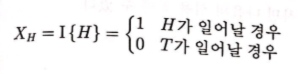 X_H = I{H} = { 1 H가 일어날 경우
0 T가 일어날 경우